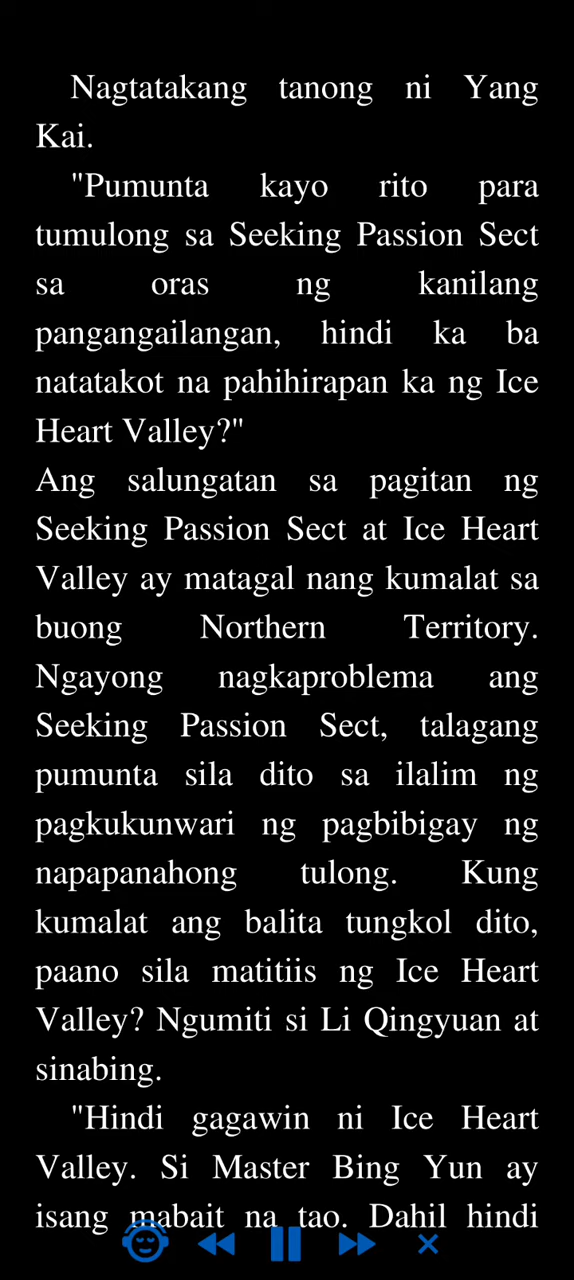 Nagtatakang tanong ni Yang
Kai.
"Pumunta kayo rito para
tumulong sa Seeking Passion Sect
sa oras ng kanilang
pangangailangan, hindi ka ba
natatakot na pahihirapan ka ng Ice
Heart Valley?"
Ang salungatan sa pagitan ng
Seeking Passion Sect at Ice Heart
Valley ay matagal nang kumalat sa
buong Northern Territory.
Ngayong nagkaproblema ang
Seeking Passion Sect, talagang
pumunta sila dito sa ilalim ng
pagkukunwari ng pagbibigay ng
napapanahong tulong. Kung
kumalat ang balita tungkol dito,
paano sila matitiis ng Ice Heart
Valley? Ngumiti si Li Qingyuan at
sinabing.
"Hindi gagawin ni Ice Heart
Valley. Si Master Bing Yun ay
isang mabait na tao. Dahil hindi